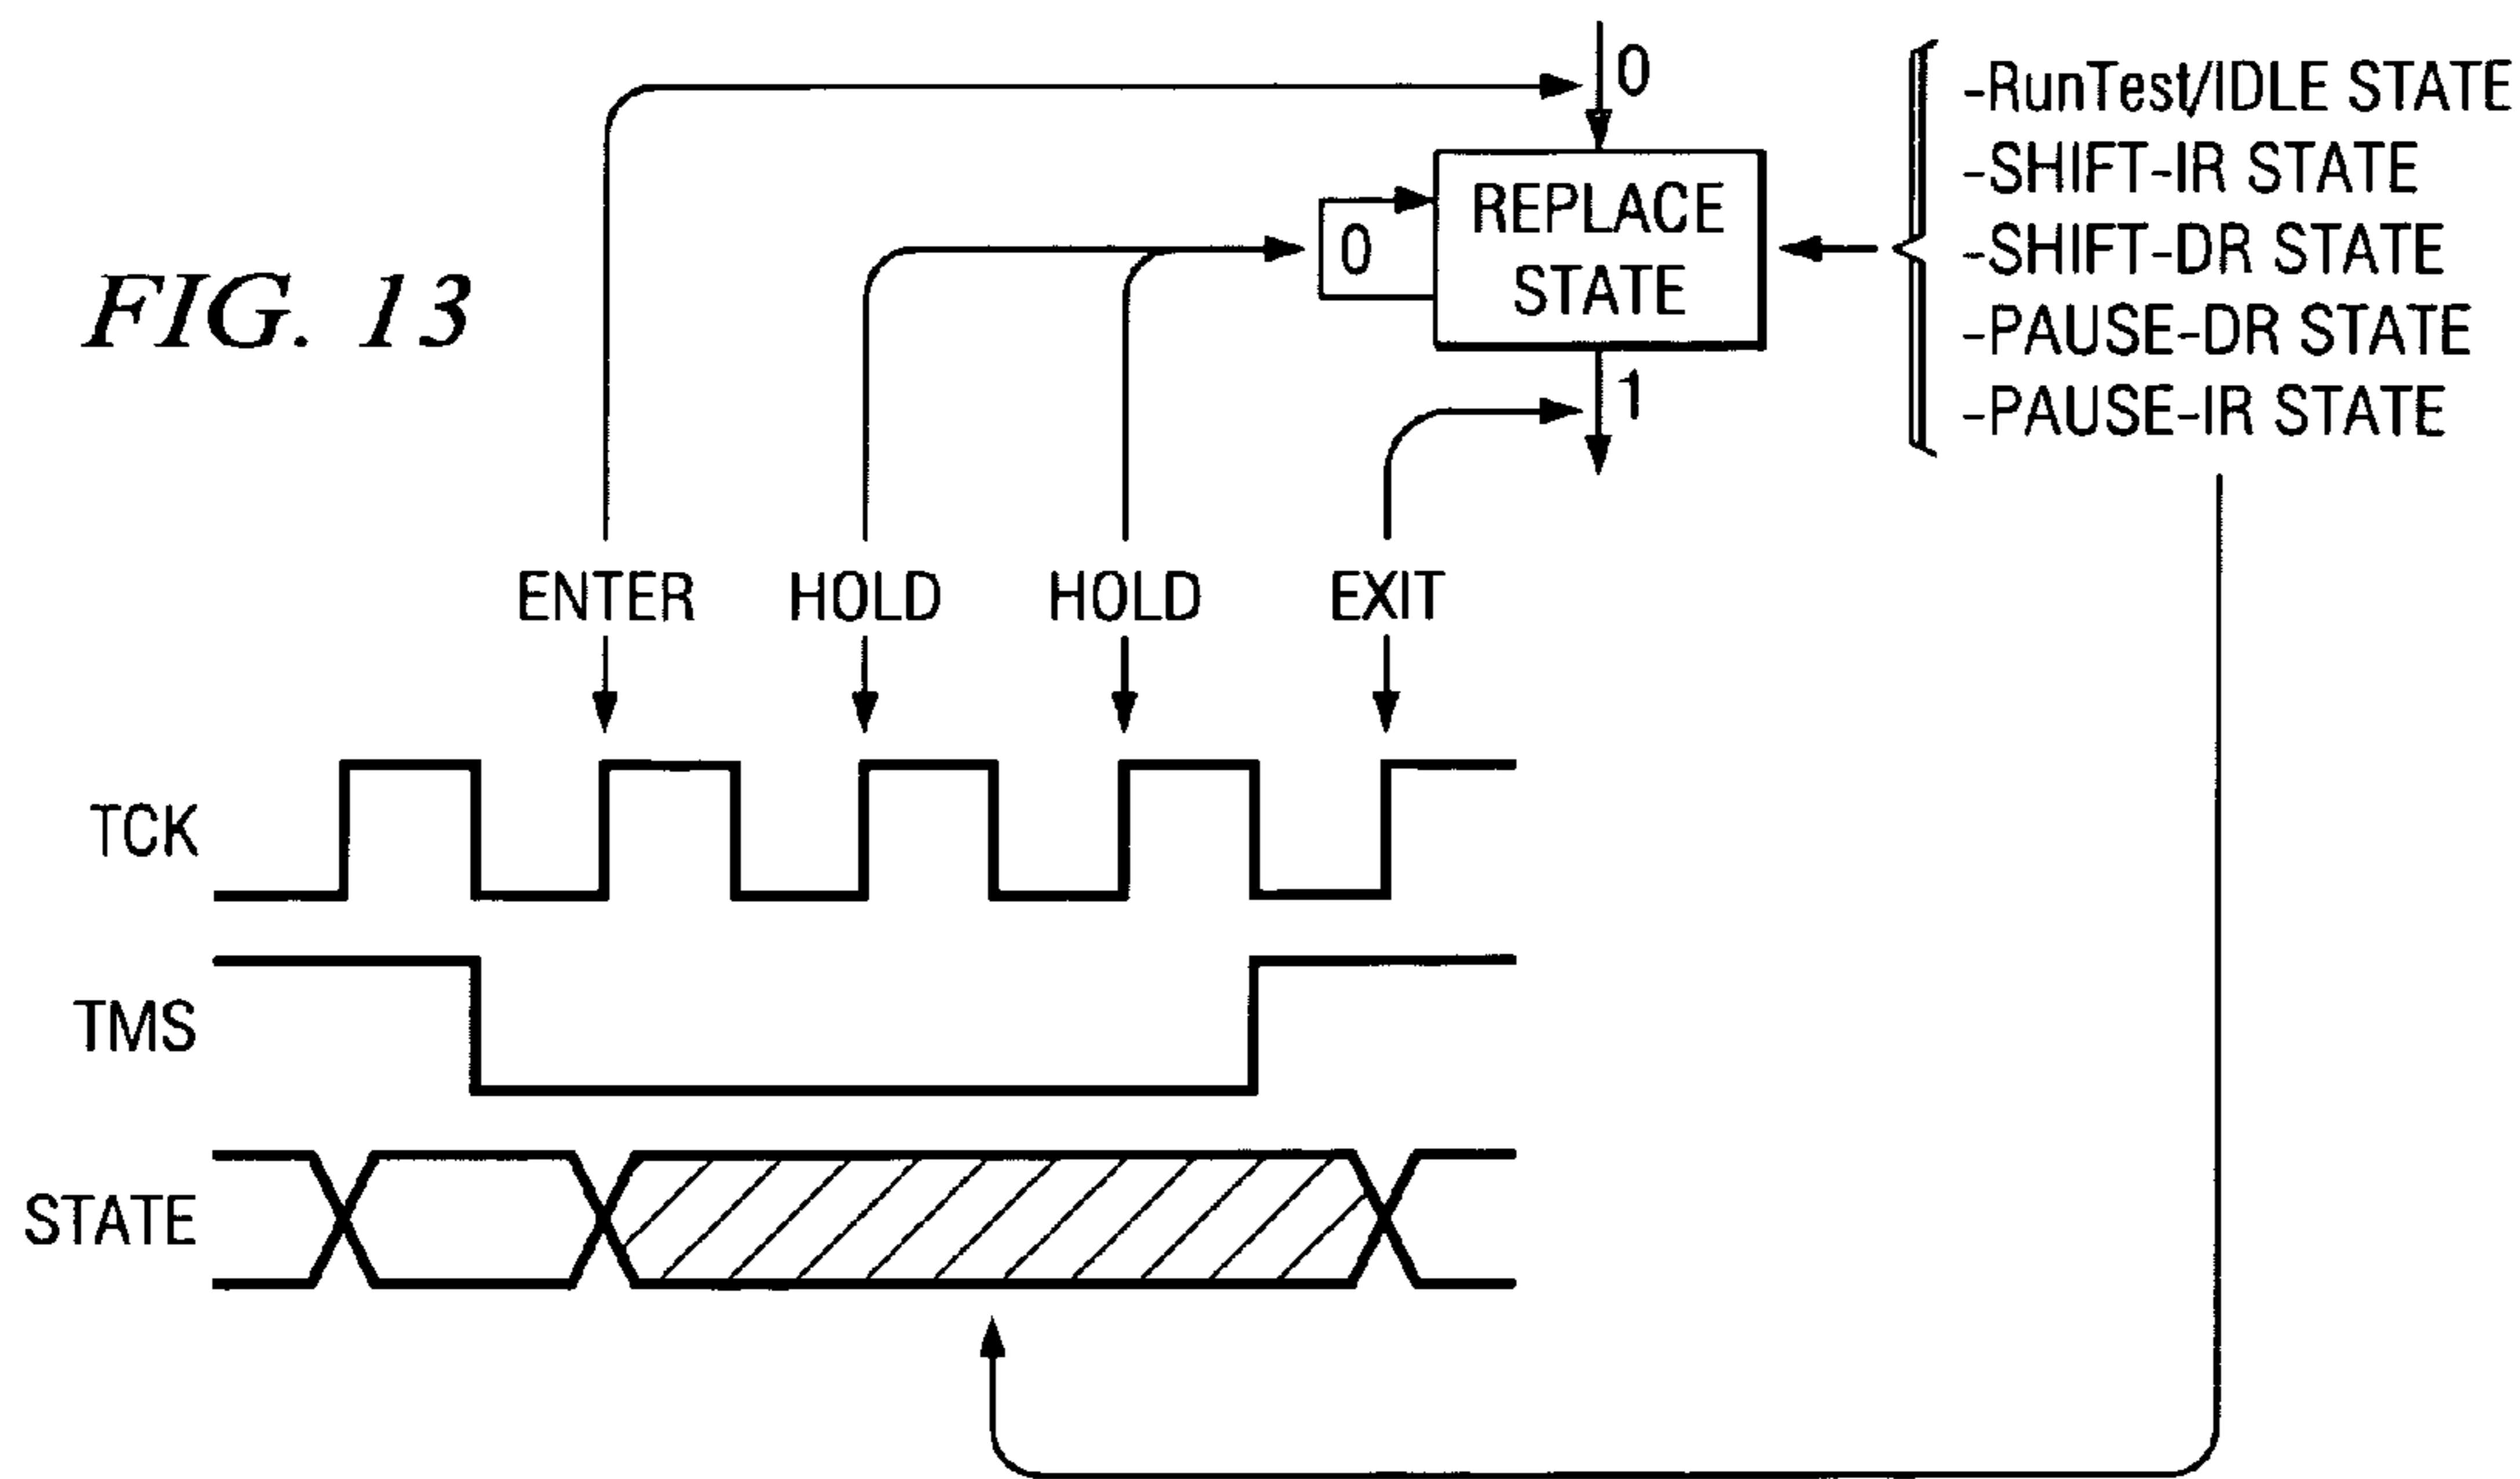 FIG. 13
0
0
REPLACE
STATE
1
-RunTest/IDLE STATE
-SHIFT-IR STATE
-SHIFT-DR STATE
-PAUSE-DR STATE
-PAUSE-IR STATE
ENTER HOLD HOLD EXIT
TCK
TMS
STATE